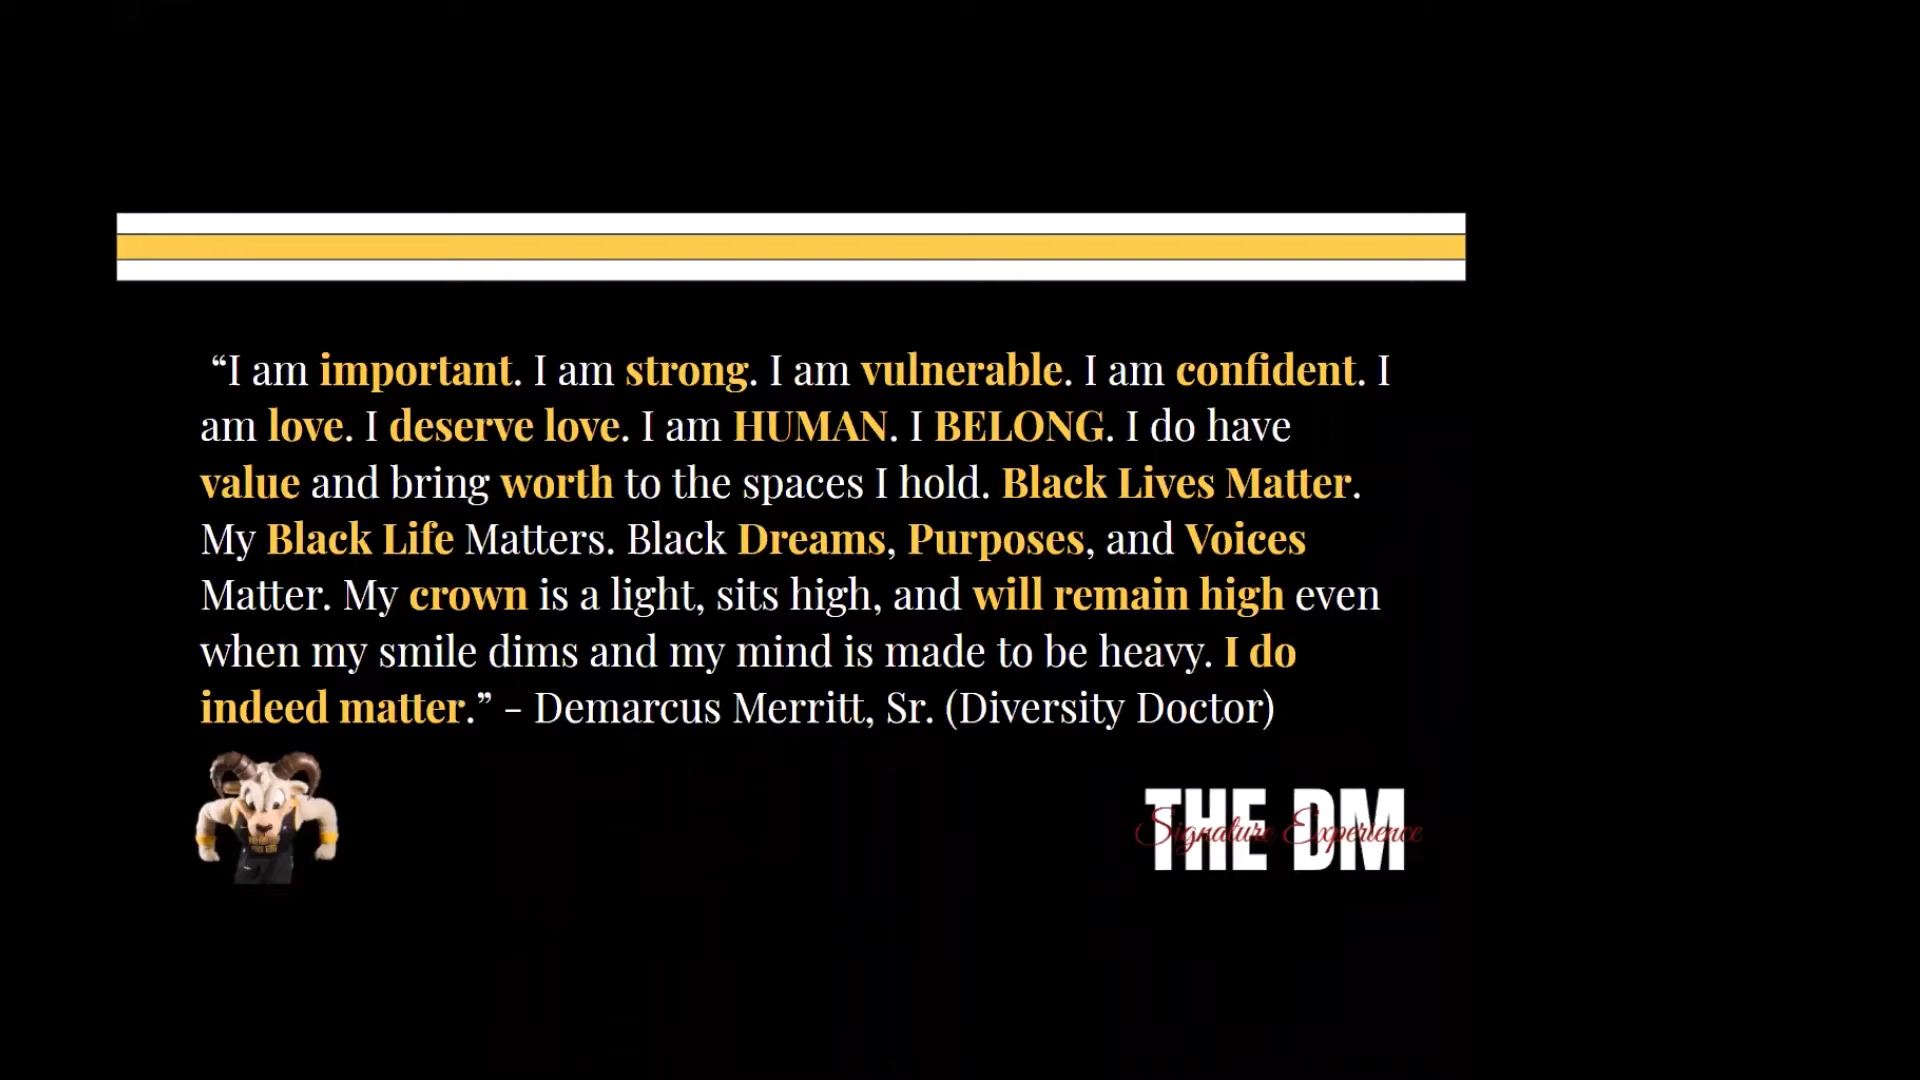 “I am important. I am strong. I am vulnerable. I am confident. I
am love. I deserve love. I am HUMAN. I BELONG. I do have
value and bring worth to the spaces I hold. Black Lives Matter.
My Black Life Matters. Black Dreams, Purposes, and Voices
Matter. My crown is a light, sits high, and will remain high even
when my smile dims and my mind is made to be heavy. I do
indeed matter.” - Demarcus Merritt, Sr. (Diversity Doctor)
THE DM
Signature Experience